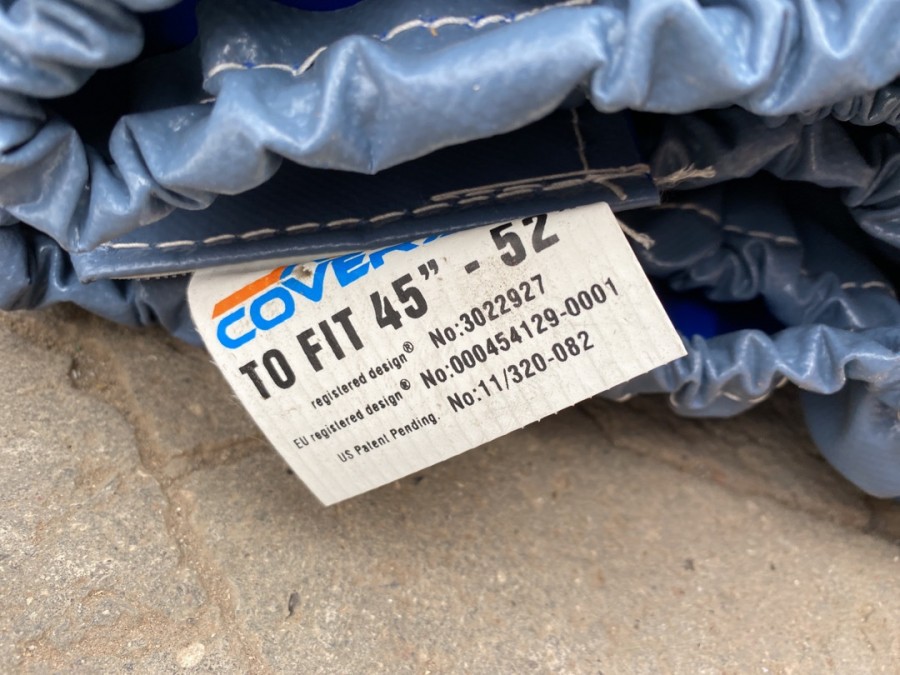 COVER
TO FIT 45” - 52
registered design® No:3022927
EU registered design® No:000454129-0001
US Patent Pending. No:11/320-082